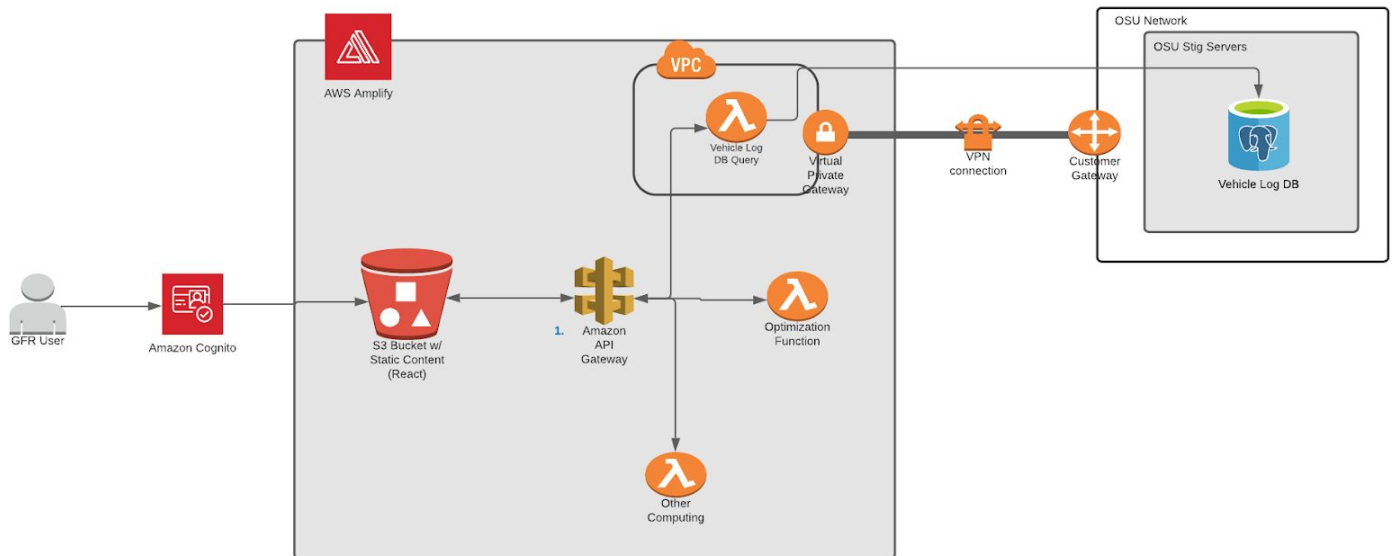 OSU Network
OSU Stig Servers
AWS Amplify
VPC
Vehicle Log
DB Query
Virtual
Private
Gateway
VPN
connection
Customer
Gateway
Vehicle Log DB
GFR User
Amazon Cognito
S3 Bucket w/
Static Content
(React)
1.
Amazon
API
Gateway
Optimization
Function
Other
Computing